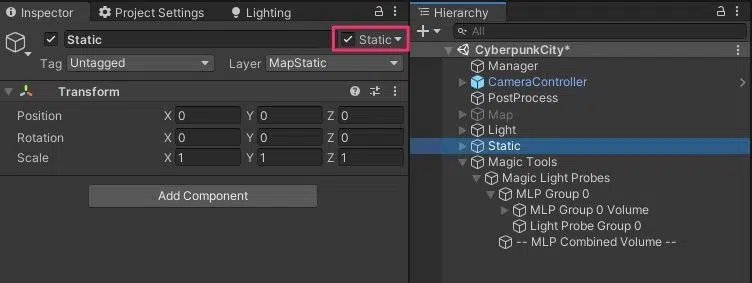 Inspector
Project Settings
Lighting
Static
Static
Tag Untagged
Layer MapStatic
Transform
Position X 0 Y 0 Z 0
Rotation X 0 Y 0 Z 0
Scale X 1 Y 1 Z 1
Add Component
Hierarchy
All
CyberpunkCity*
Manager
CameraController
PostProcess
Map
Light
Static
Magic Tools
Magic Light Probes
MLP Group 0
MLP Group 0 Volume
Light Probe Group 0
-- MLP Combined Volume --